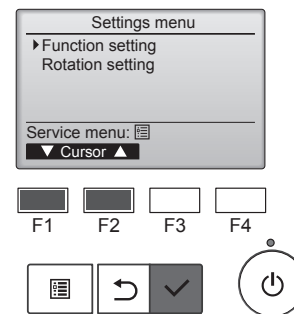 Settings menu
Function setting
Rotation setting
Service menu:
▼ Cursor ▲
F1 F2 F3 F4